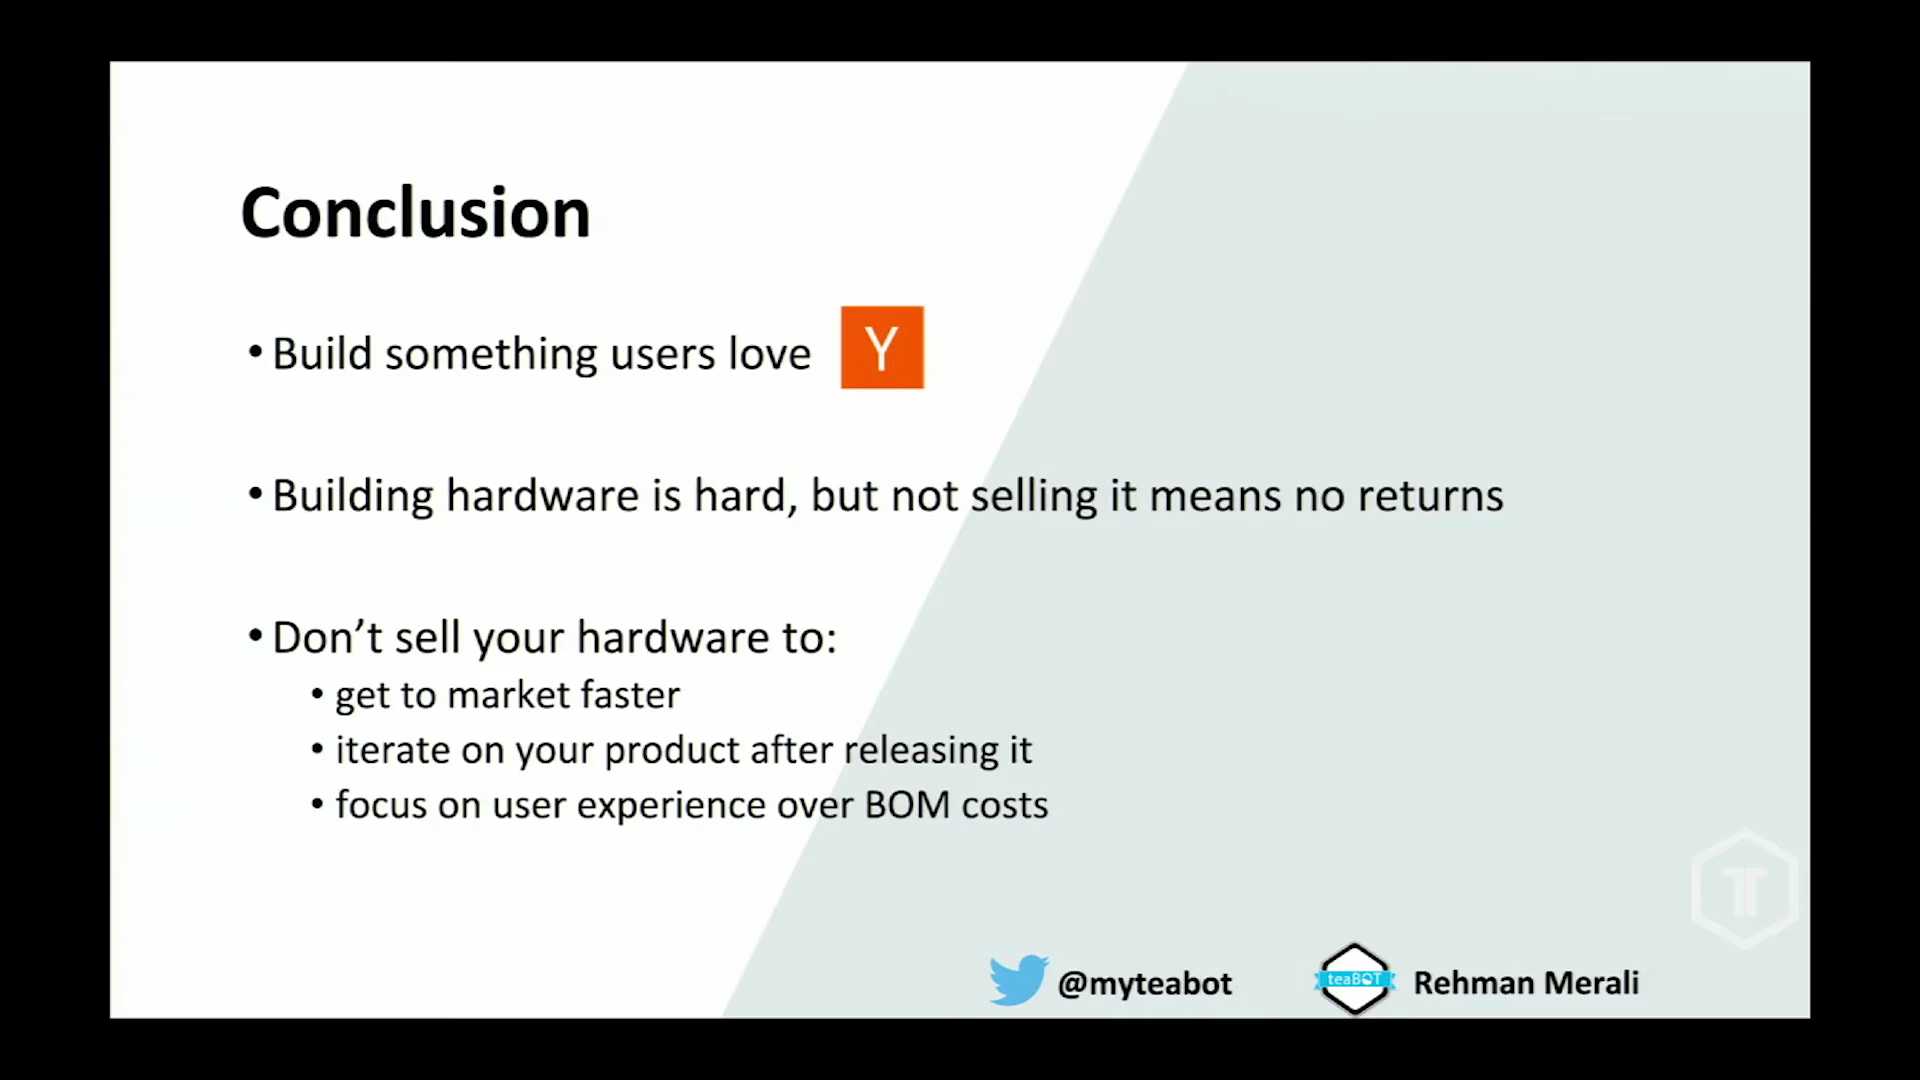 Conclusion
• Build something users love Y
• Building hardware is hard, but not selling it means no returns
• Don’t sell your hardware to:
• get to market faster
• iterate on your product after releasing it
• focus on user experience over BOM costs
@myteabot teaBOT Rehman Merali